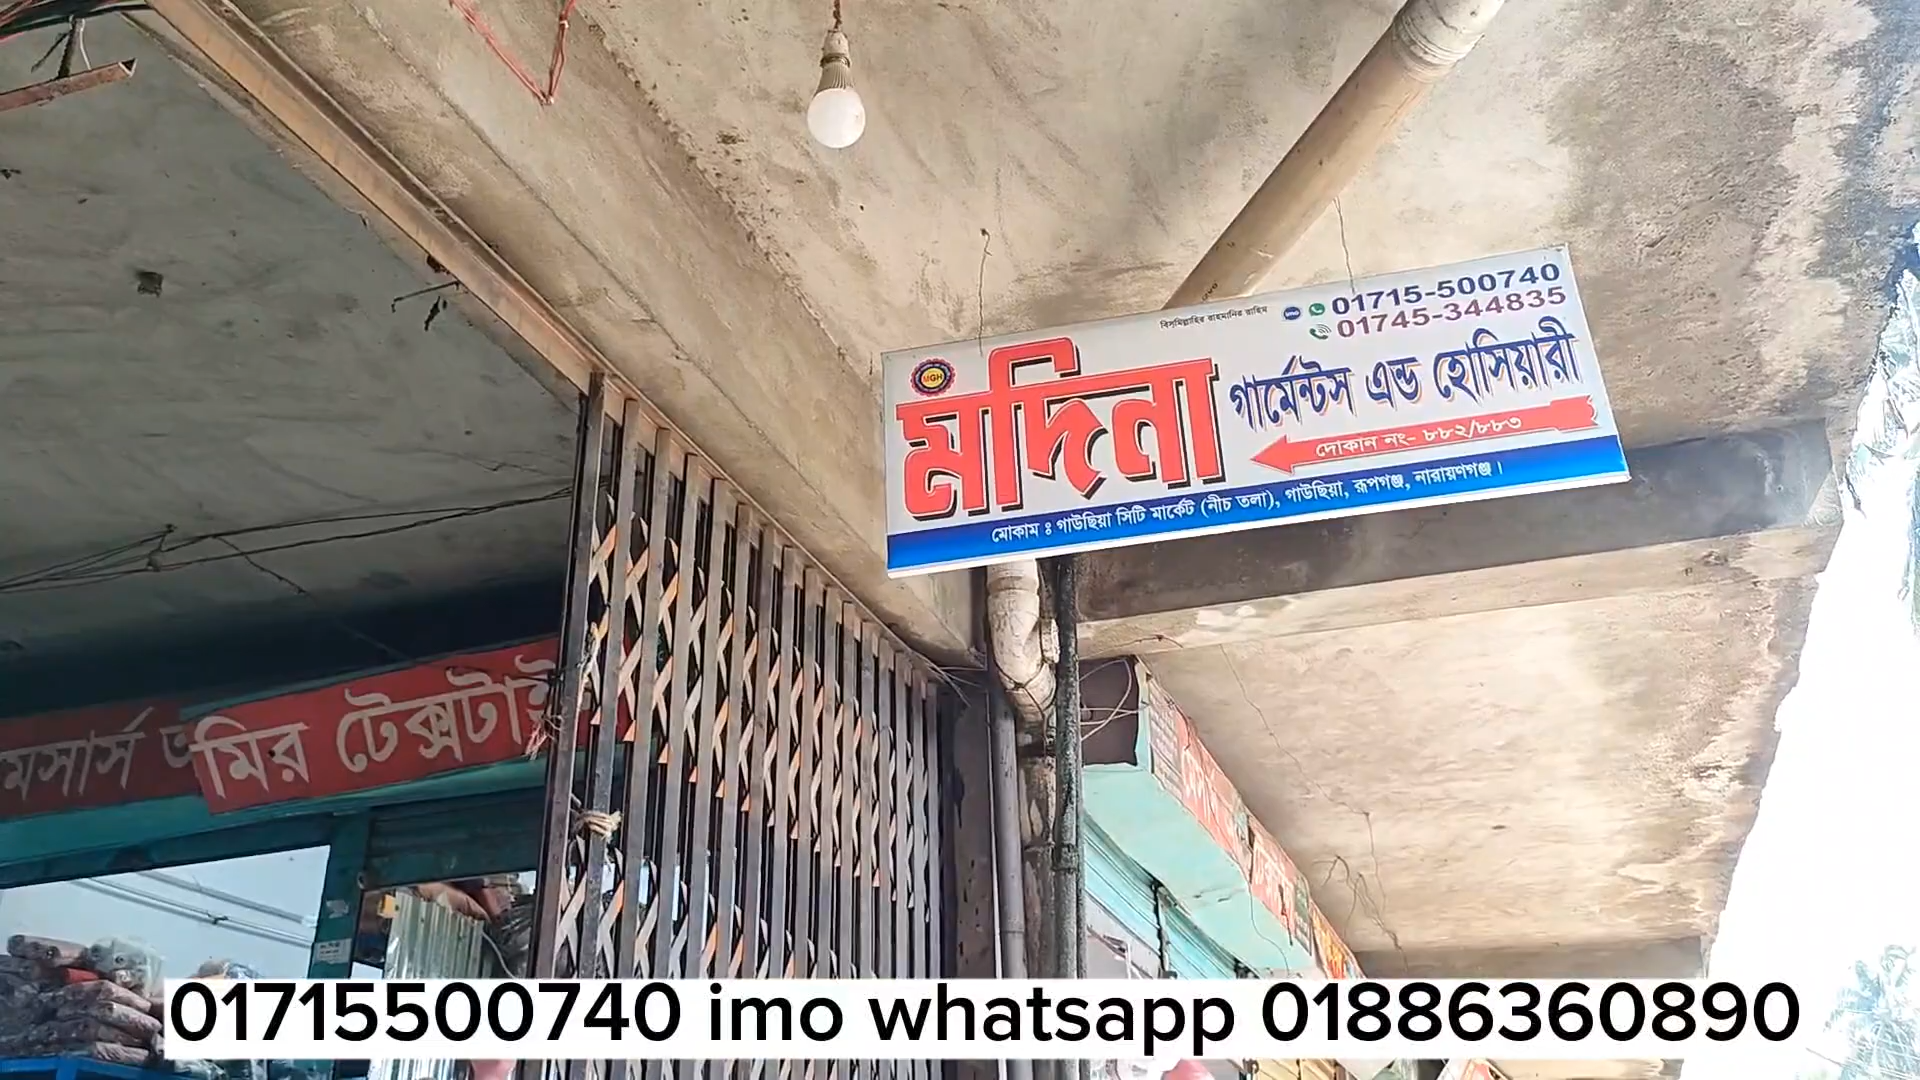 বিসমিল্লাহির রাহমানির রাহিম
01715-500740
01745-344835
MGH
মদিনা
গার্মেন্টস এন্ড হোসিয়ারী
দোকান নং- ৮৮২/৮৮৩
মোকাম ঃ গাউছিয়া সিটি মার্কেট (নীচ তলা), গাউছিয়া, রূপগঞ্জ, নারায়ণগঞ্জ।
মির টেক্সটাই
01715500740 imo whatsapp 01886360890